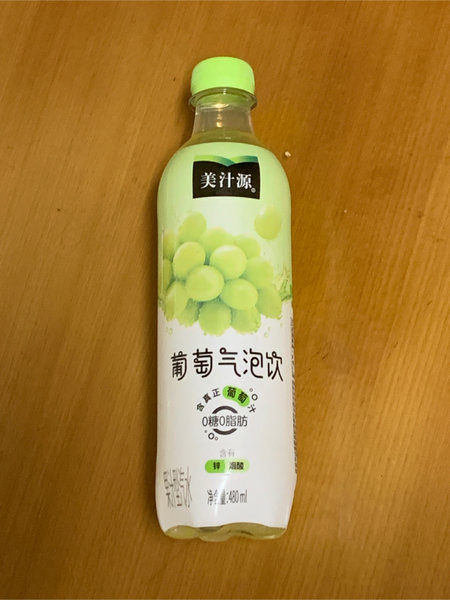 美汁源®
葡萄气泡饮
含真正葡萄汁
0糖0脂肪
含有
锌 烟酸
果汁型汽水
净含量:480ml